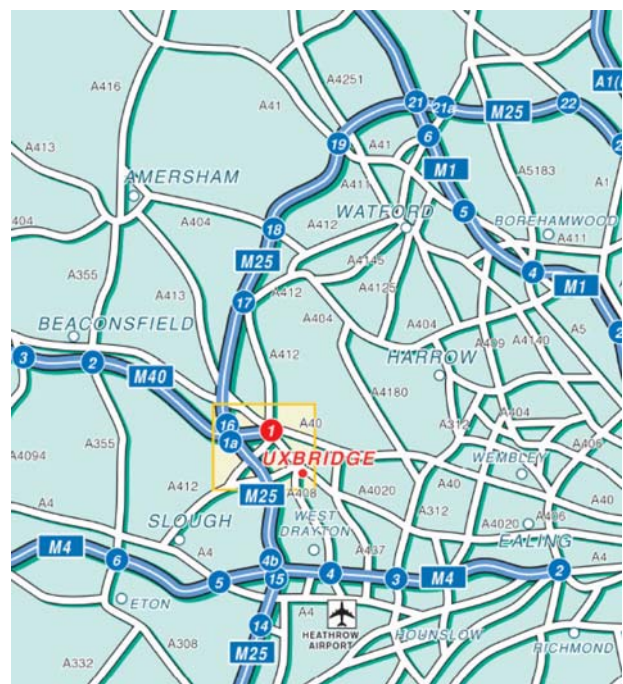 A416
A4251
A41
21
21a
M25
22
A1(
6
A41
19
M1
A413
A5183
A1
2
AMERSHAM
A411
5
404
A404
A412
WATFORD
BOREHAMWOOD
18
A411
A355
M25
A4145
4
A413
A412
A4125
M1
17
A404
A404
A5
BEACONSFIELD
A409
A4140
2
3
2
A412
HARROW
M40
A4180
A404
16
1
A40
A312
A406
1a
A355
UXBRIDGE
WEMBLEY
A4094
A412
M25
A408
A4020
A40
A4
WEST
DRAYTON
A312
A4020
A406
SLOUGH
EALING
M4
A4
A437
A4
6
4b
5
15
4
3
M4
2
ETON
A4
14
HEATHROW
AIRPORT
HOUNSLOW
A308
M25
RICHMOND
A332